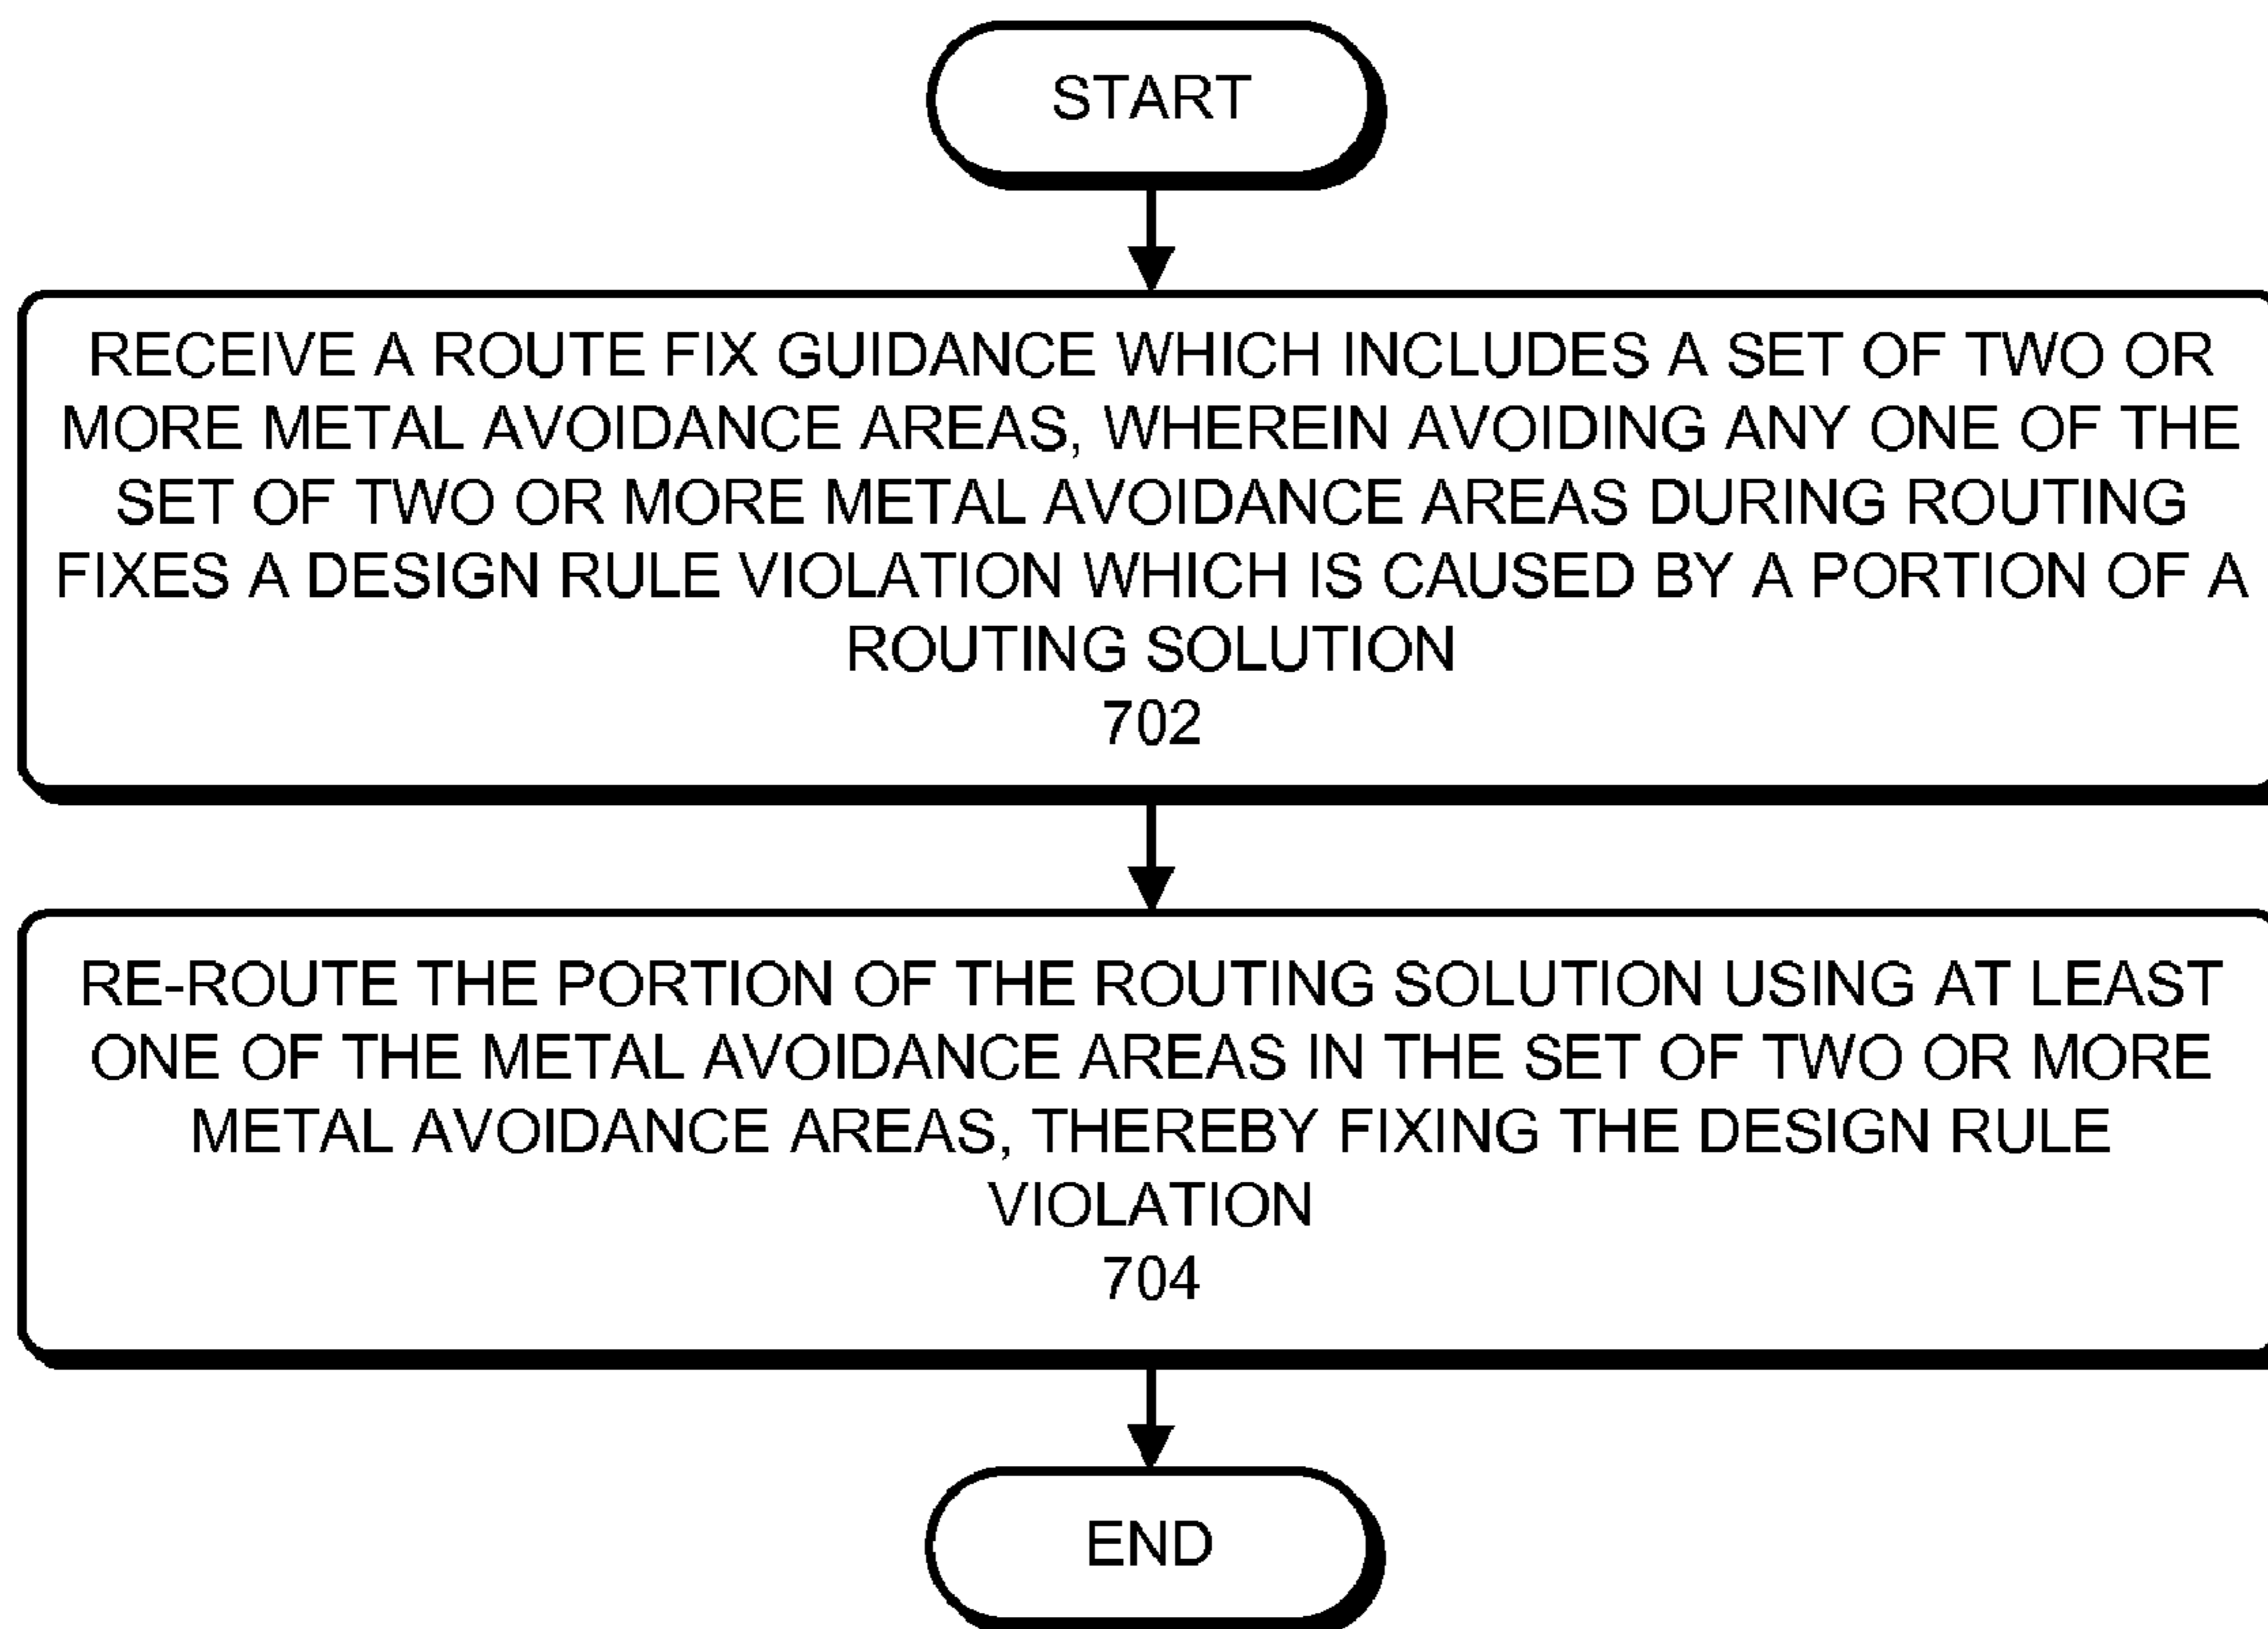 START
RECEIVE A ROUTE FIX GUIDANCE WHICH INCLUDES A SET OF TWO OR
MORE METAL AVOIDANCE AREAS, WHEREIN AVOIDING ANY ONE OF THE
SET OF TWO OR MORE METAL AVOIDANCE AREAS DURING ROUTING
FIXES A DESIGN RULE VIOLATION WHICH IS CAUSED BY A PORTION OF A
ROUTING SOLUTION
702
RE-ROUTE THE PORTION OF THE ROUTING SOLUTION USING AT LEAST
ONE OF THE METAL AVOIDANCE AREAS IN THE SET OF TWO OR MORE
METAL AVOIDANCE AREAS, THEREBY FIXING THE DESIGN RULE
VIOLATION
704
END